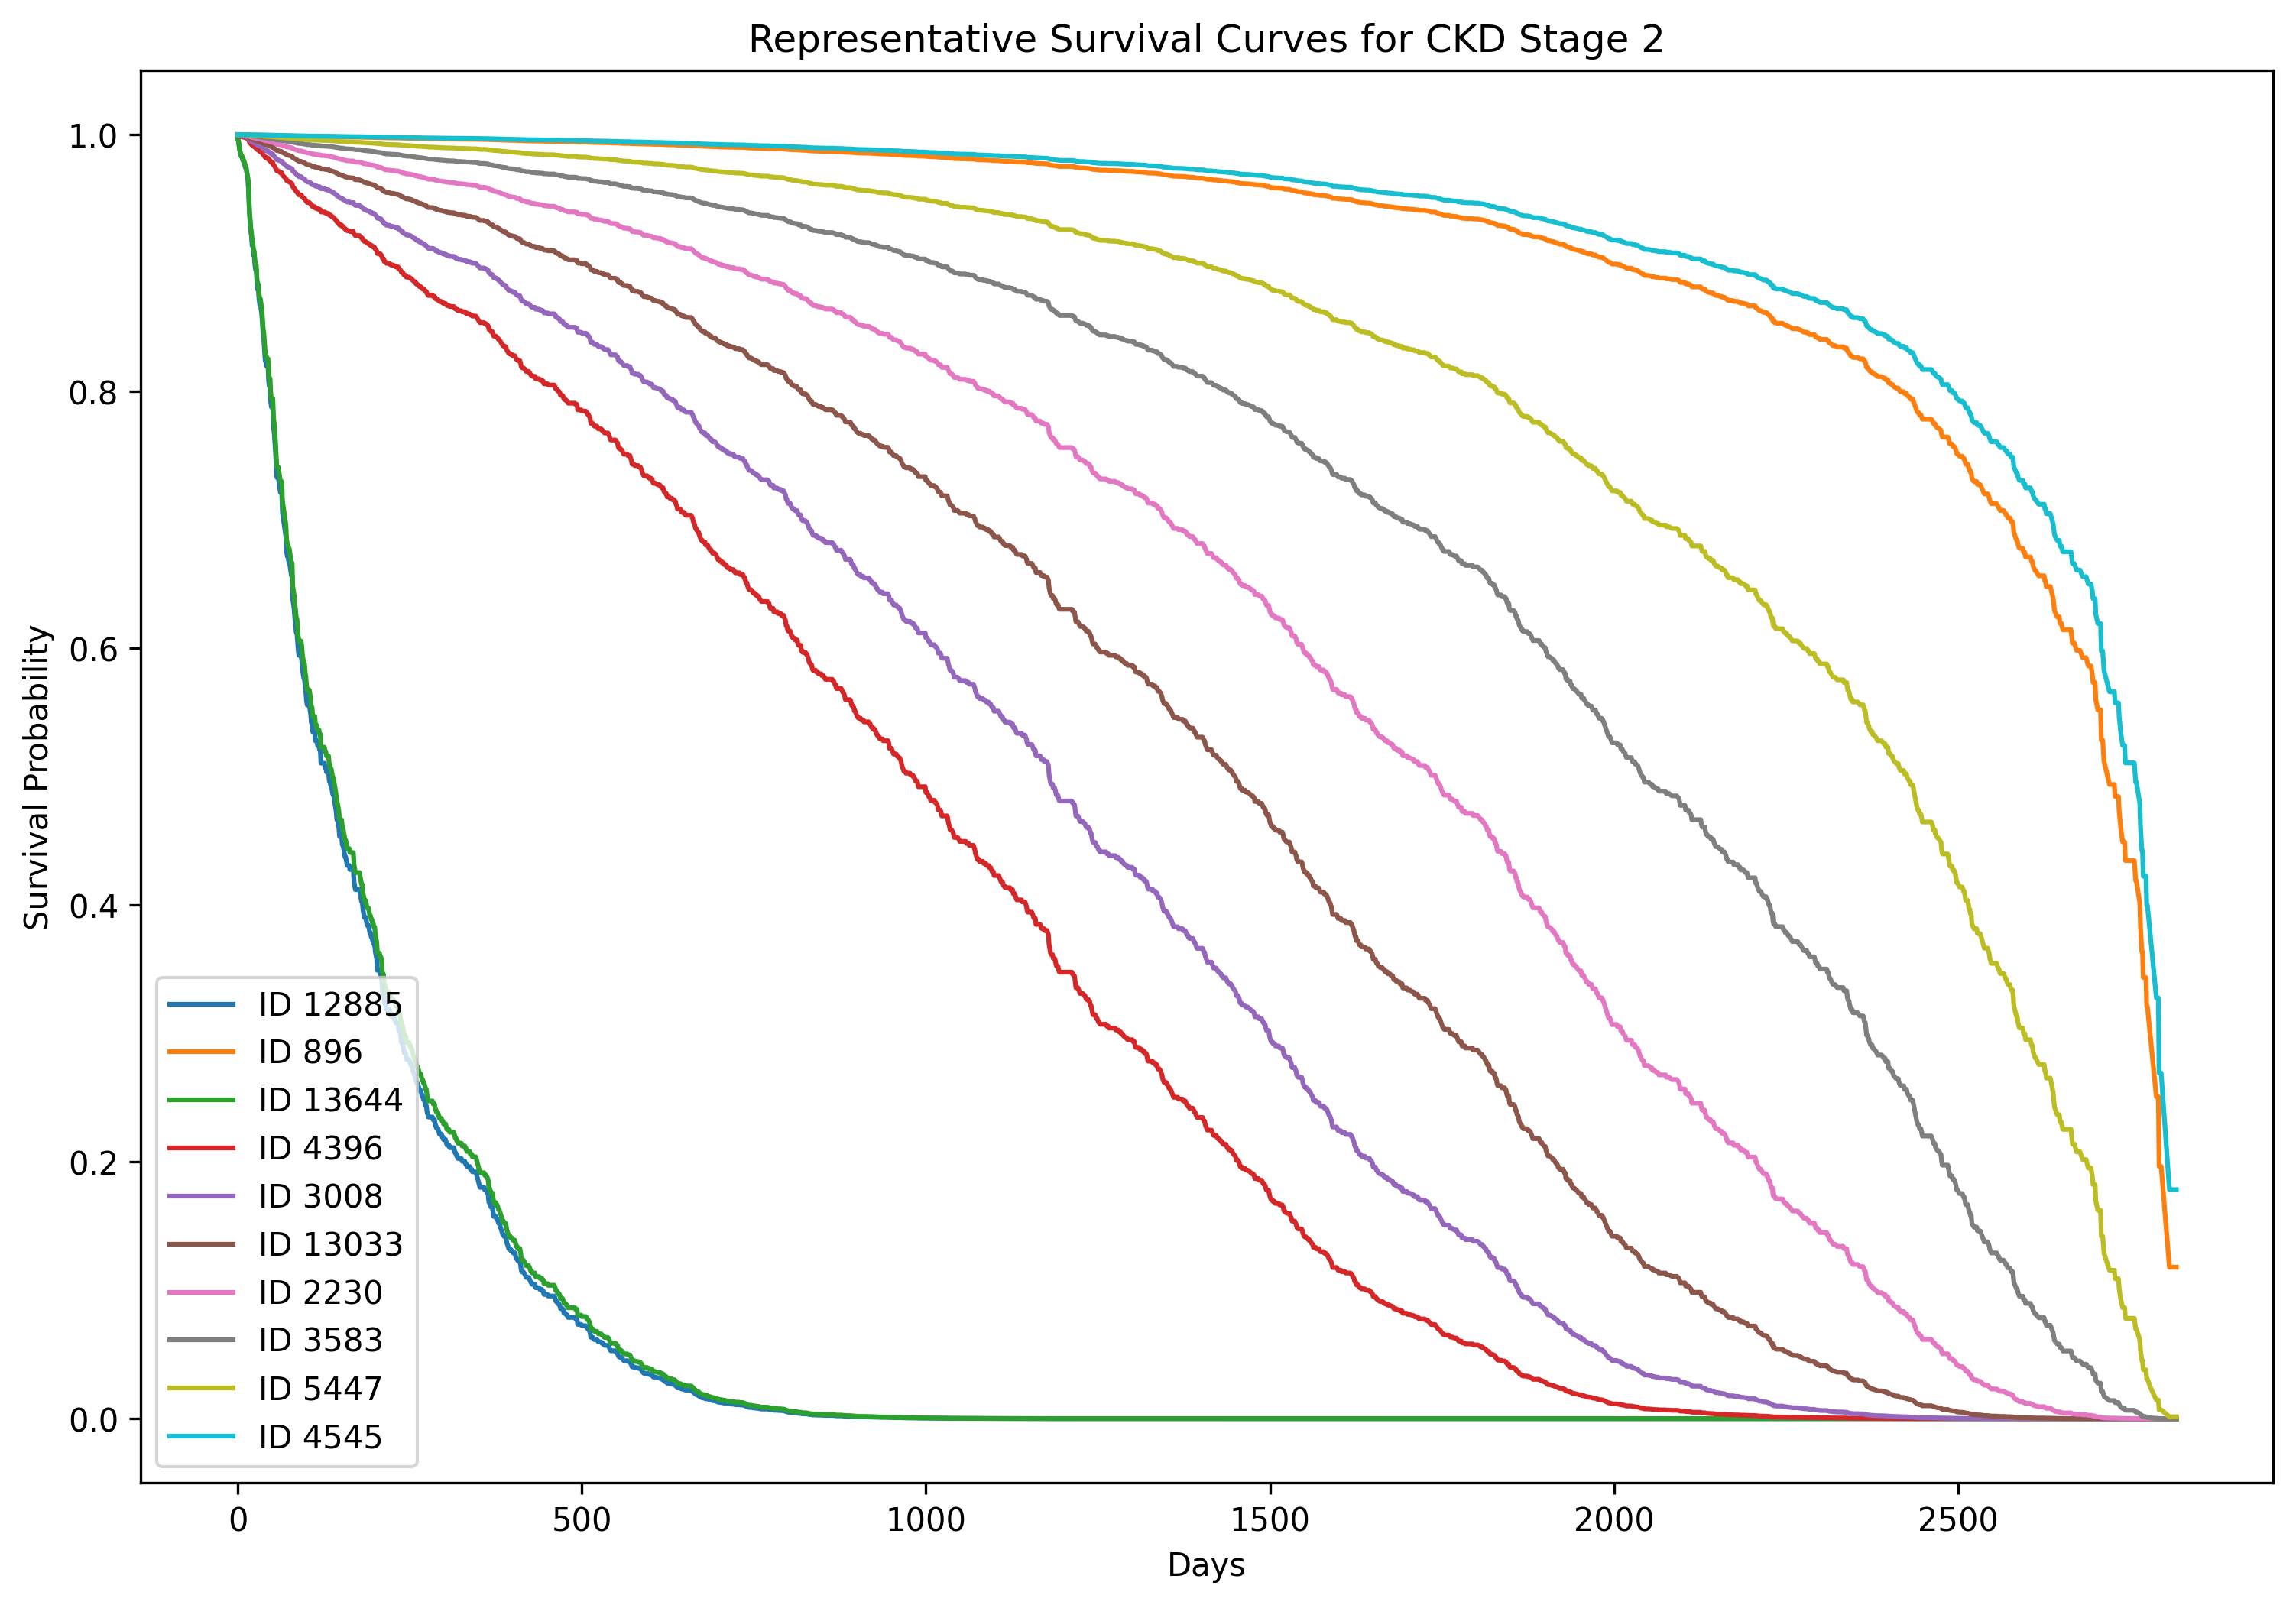 Representative Survival Curves for CKD Stage 2
Survival Probability
1.0
0.8
0.6
0.4
0.2
0.0
ID 12885
ID 896
ID 13644
ID 4396
ID 3008
ID 13033
ID 2230
ID 3583
ID 5447
ID 4545
0 500 1000 1500 2000 2500
Days